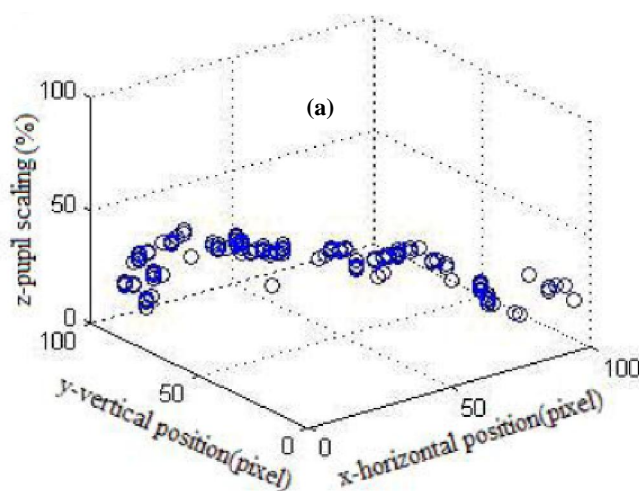 (a)
z-pupil scaling (%)
100
50
0
100
50
0
y-vertical position(pixel)
0
50
100
x-horizontal position(pixel)